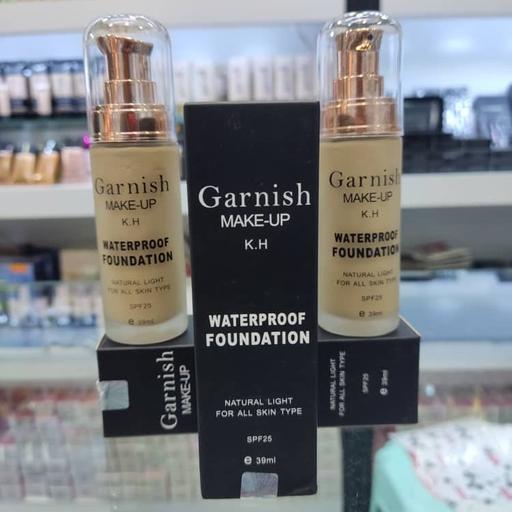 Garnish
MAKE-UP
K.H
WATERPROOF
FOUNDATION
NATURAL LIGHT
FOR ALL SKIN TYPE
SPF25
e 39ml
Garnish
MAKE-UP
K.H
WATERPROOF
FOUNDATION
NATURAL LIGHT
FOR ALL SKIN TYPE
SPF25
e 39ml
Garnish
MAKE-UP
K.H
WATERPROOF
FOUNDATION
NATURAL LIGHT
FOR ALL SKIN TYPE
SPF25
e 39ml
Garnish
MAKE-UP
NATURAL LIGHT
FOR ALL SKIN TYPE
SPF25
e 39ml